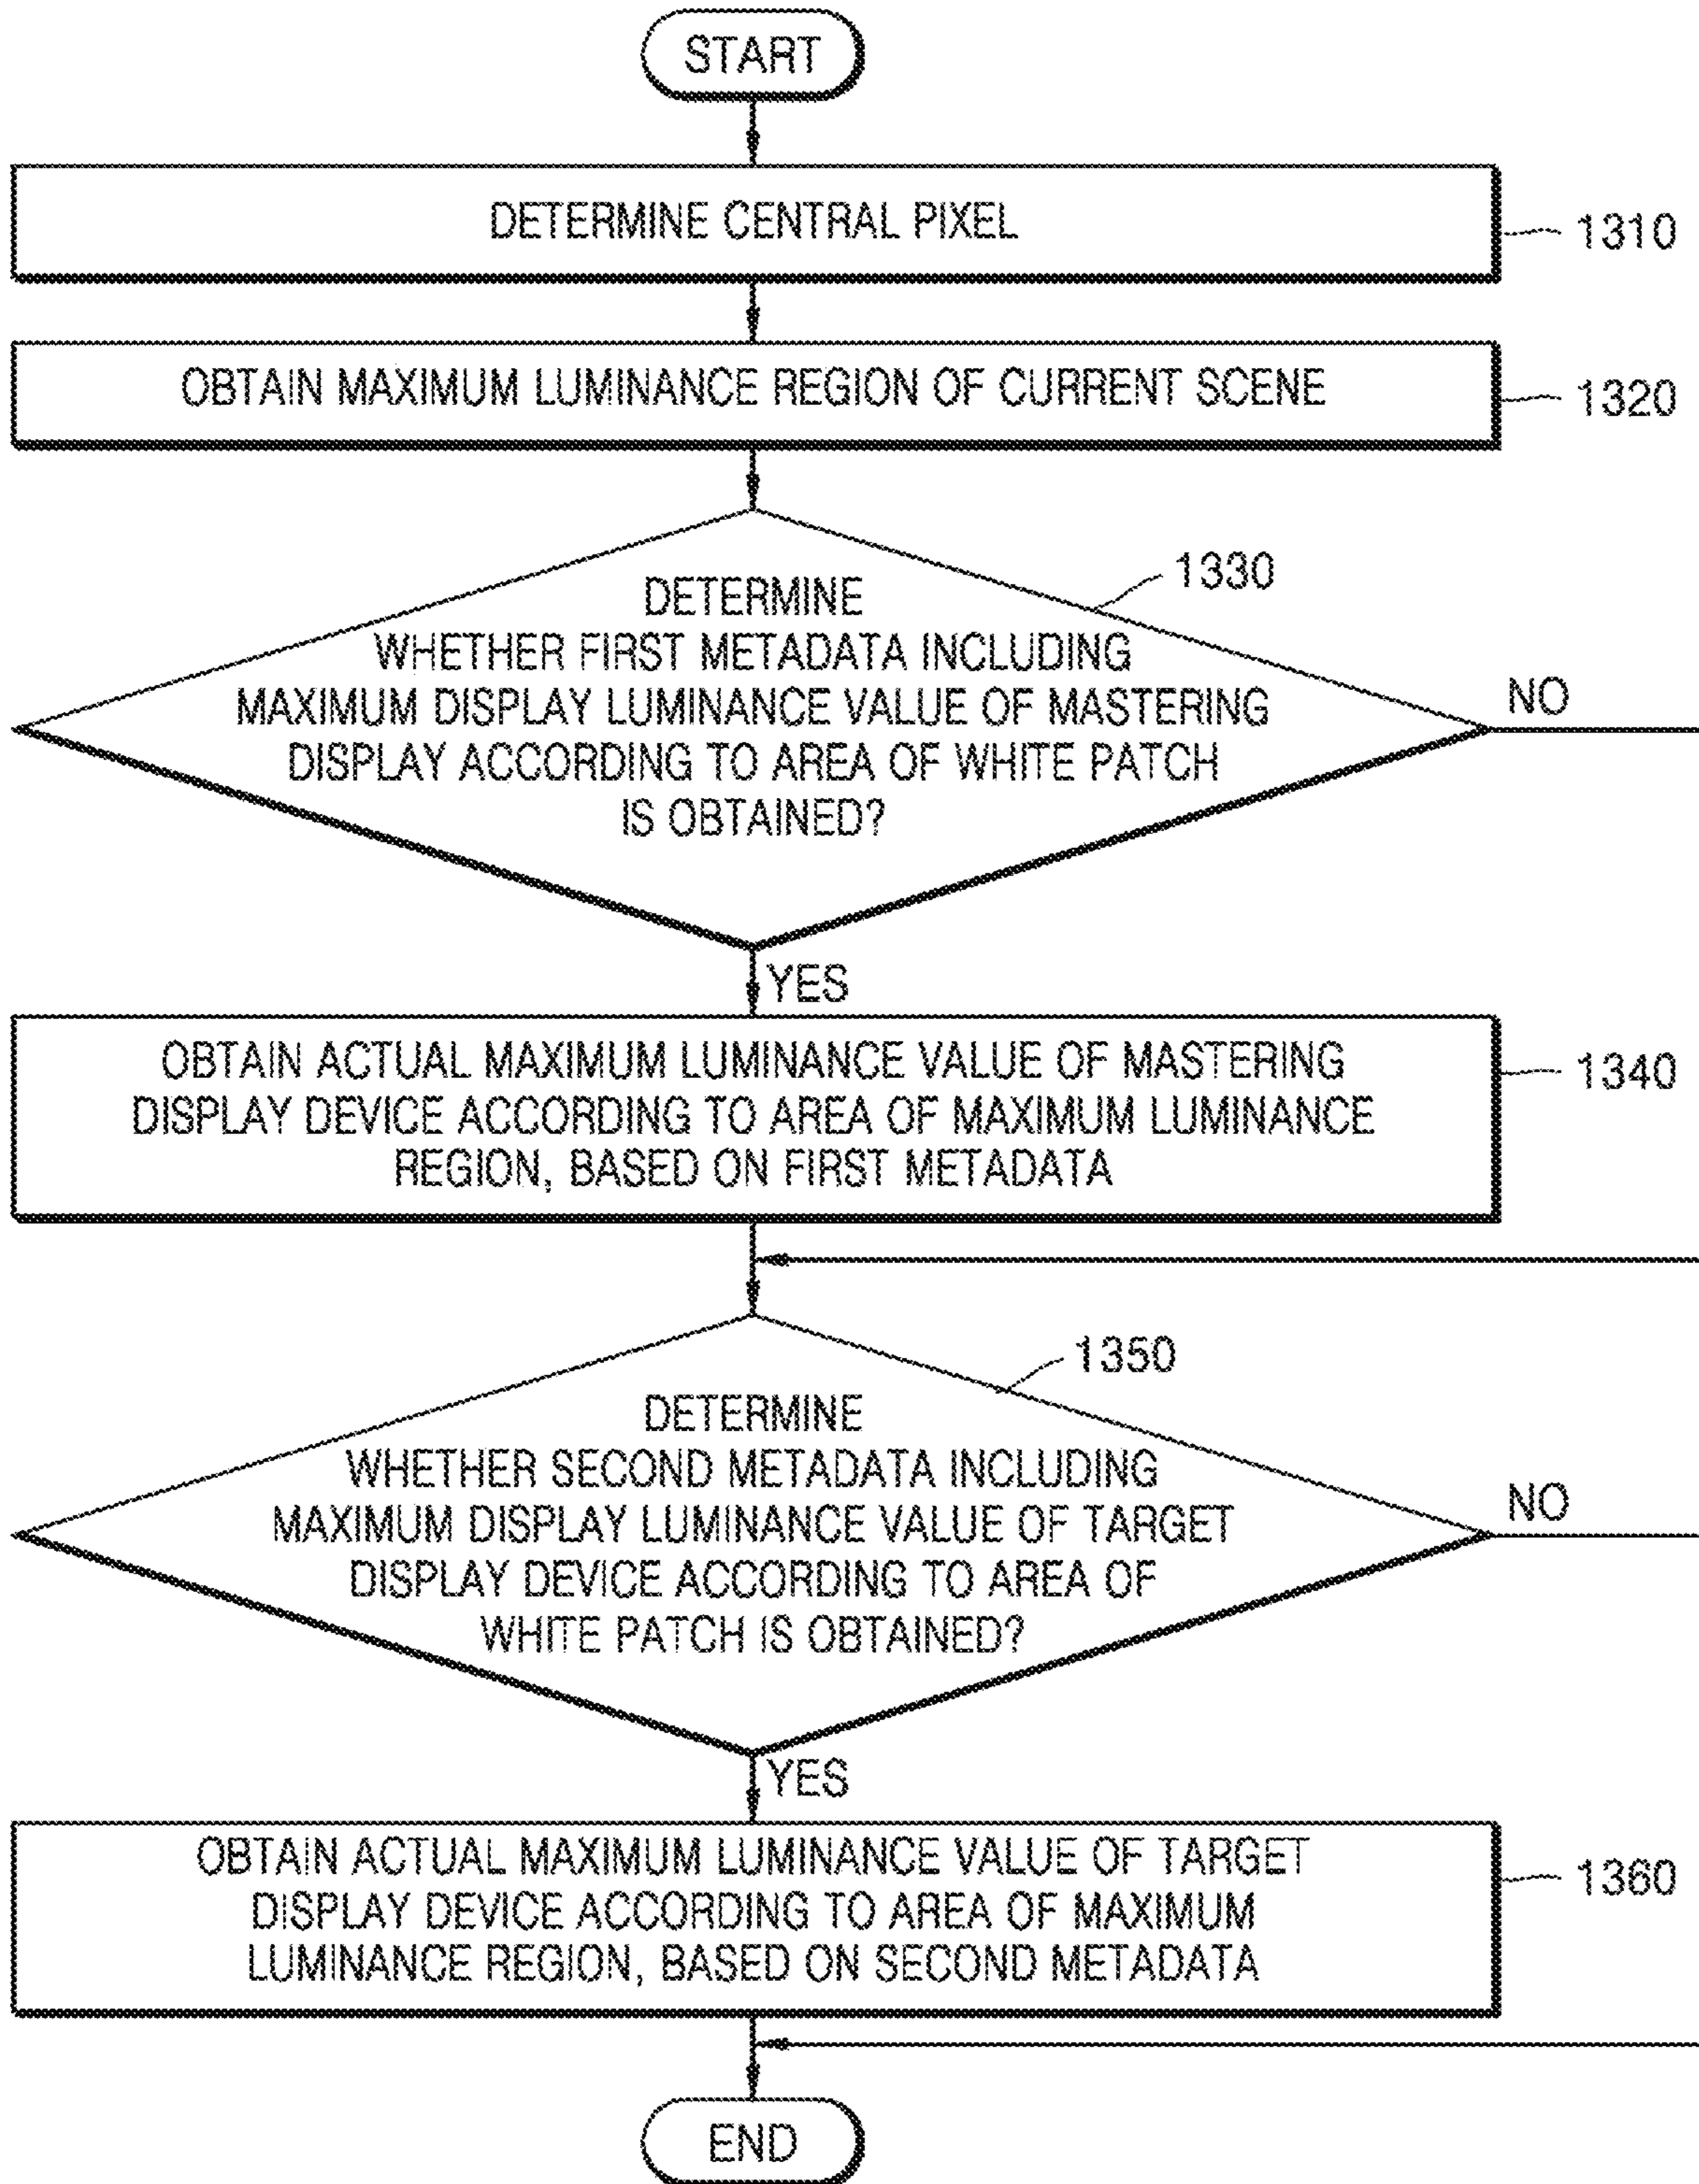 START
DETERMINE CENTRAL PIXEL
1310
OBTAIN MAXIMUM LUMINANCE REGION OF CURRENT SCENE
1320
1330
DETERMINE
WHETHER FIRST METADATA INCLUDING
MAXIMUM DISPLAY LUMINANCE VALUE OF MASTERING
DISPLAY ACCORDING TO AREA OF WHITE PATCH
IS OBTAINED?
NO
YES
OBTAIN ACTUAL MAXIMUM LUMINANCE VALUE OF MASTERING
DISPLAY DEVICE ACCORDING TO AREA OF MAXIMUM LUMINANCE
REGION, BASED ON FIRST METADATA
1340
1350
DETERMINE
WHETHER SECOND METADATA INCLUDING
MAXIMUM DISPLAY LUMINANCE VALUE OF TARGET
DISPLAY DEVICE ACCORDING TO AREA OF
WHITE PATCH IS OBTAINED?
NO
YES
OBTAIN ACTUAL MAXIMUM LUMINANCE VALUE OF TARGET
DISPLAY DEVICE ACCORDING TO AREA OF MAXIMUM
LUMINANCE REGION, BASED ON SECOND METADATA
1360
END